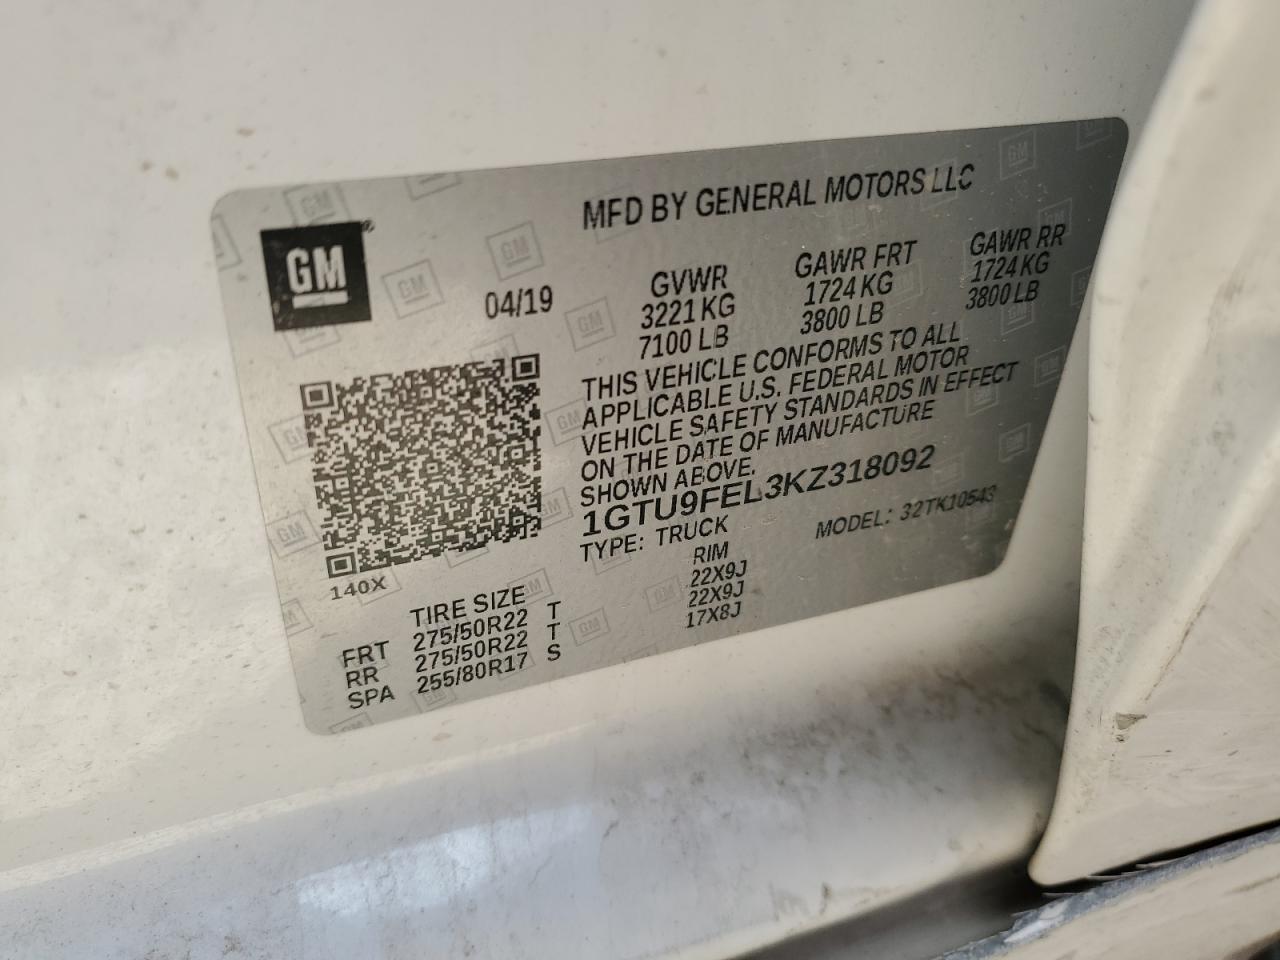 MFD BY GENERAL MOTORS LLC
GM
04/19
GVWR GAWR FRT GAWR RR
3221 KG 1724 KG 1724 KG
7100 LB 3800 LB 3800 LB
THIS VEHICLE CONFORMS TO ALL
APPLICABLE U.S. FEDERAL MOTOR
VEHICLE SAFETY STANDARDS IN EFFECT
ON THE DATE OF MANUFACTURE
SHOWN ABOVE.
1GTU9FEL3KZ318092
TYPE: TRUCK MODEL: 32TK10543
140X
TIRE SIZE RIM
FRT 275/50R22 T 22X9J
RR 275/50R22 T 22X9J
SPA 255/80R17 S 17X8J